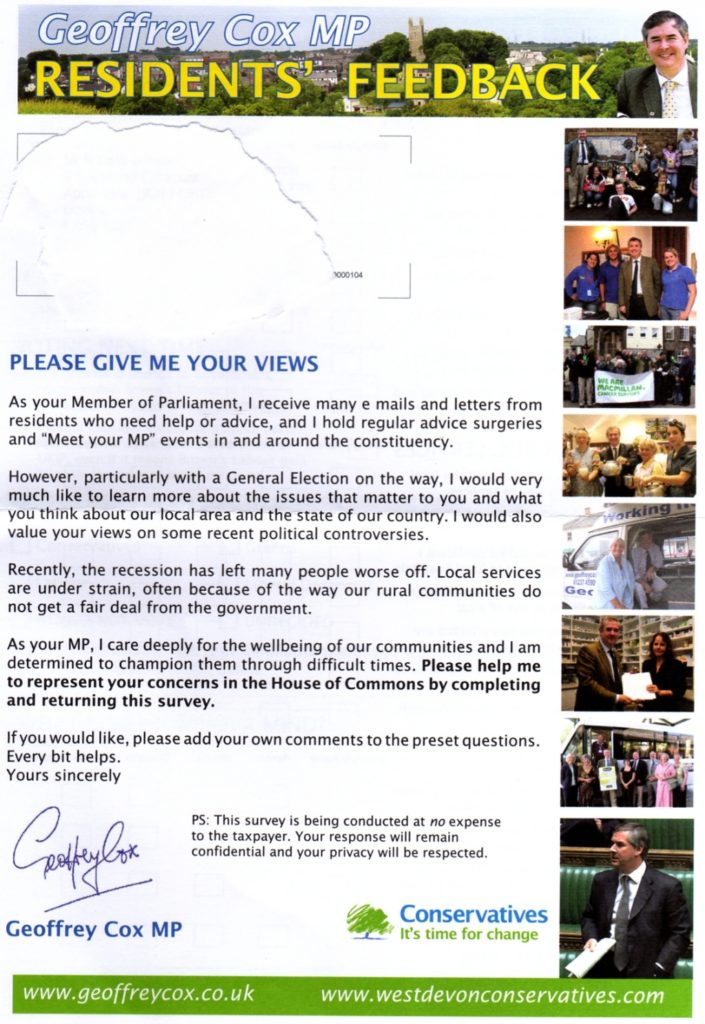 Geoffrey Cox MP
RESIDENTS' FEEDBACK
0000104
PLEASE GIVE ME YOUR VIEWS
As your Member of Parliament, I receive many e mails and letters from
residents who need help or advice, and I hold regular advice surgeries
and “Meet your MP” events in and around the constituency.
However, particularly with a General Election on the way, I would very
much like to learn more about the issues that matter to you and what
you think about our local area and the state of our country. I would also
value your views on some recent political controversies.
Recently, the recession has left many people worse off. Local services
are under strain, often because of the way our rural communities do
not get a fair deal from the government.
As your MP, I care deeply for the wellbeing of our communities and I am
determined to champion them through difficult times. Please help me
to represent your concerns in the House of Commons by completing
and returning this survey.
If you would like, please add your own comments to the preset questions.
Every bit helps.
Yours sincerely
Geoffrey Cox
PS: This survey is being conducted at no expense
to the taxpayer. Your response will remain
confidential and your privacy will be respected.
Geoffrey Cox MP
Conservatives
It's time for change
WE ARE
MACMILLAN.
CANCER SUPPORT
Working
Geo
www.geoffreycox.co.uk
www.westdevonconservatives.com